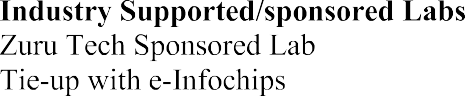 Industry Supported/sponsored Labs
Zuru Tech Sponsored Lab
Tie-up with e-Infochips